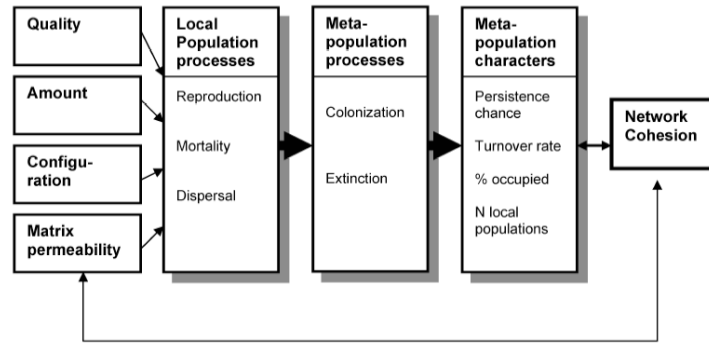 Quality
Amount
Configu-
ration
Matrix
permeability
Local
Population
processes
Reproduction
Mortality
Dispersal
Meta-
population
processes
Colonization
Extinction
Meta-
population
characters
Persistence
chance
Turnover rate
% occupied
N local
populations
Network
Cohesion